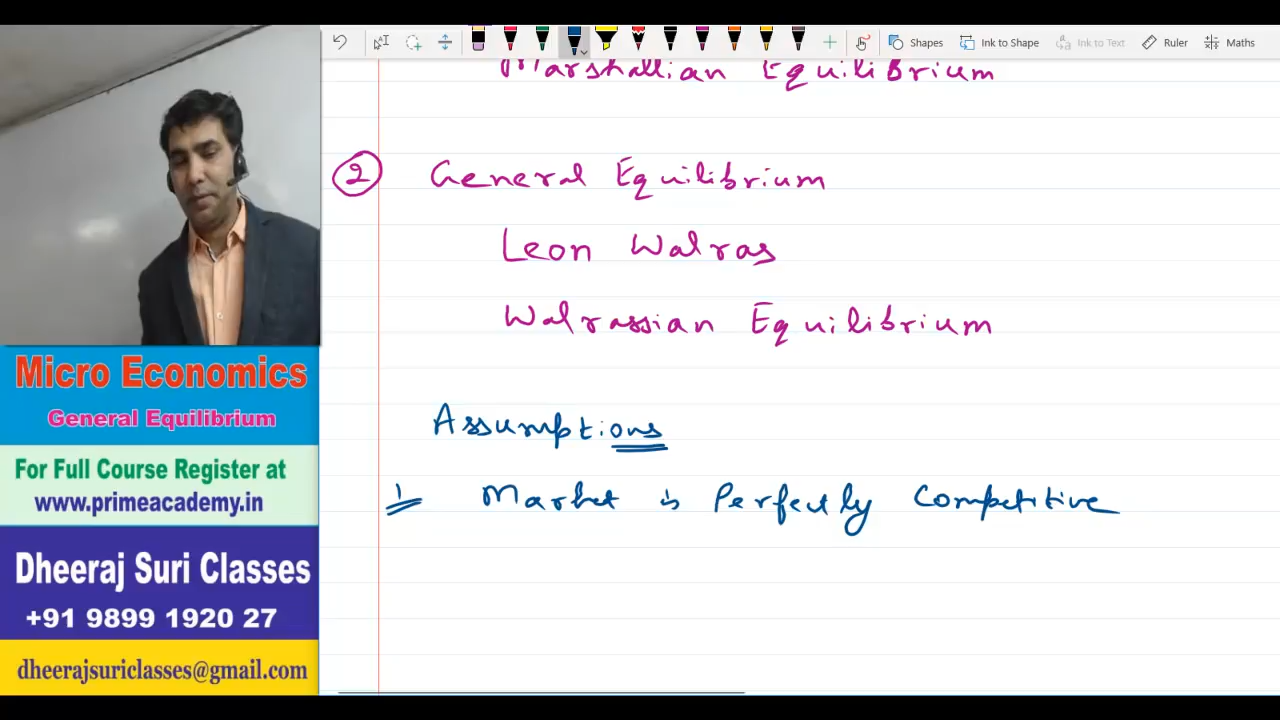 Shapes
Ink to Shape
Ink to Text
Ruler
Maths
Marshallian Equilibrium
2 General Equilibrium
Leon Walras
Walrassian Equilibrium
Assumptions
1 Market is Perfectly Competitive
Micro Economics
General Equilibrium
For Full Course Register at
www.primeacademy.in
Dheeraj Suri Classes
+91 9899 1920 27
dheerajsuriclasses@gmail.com